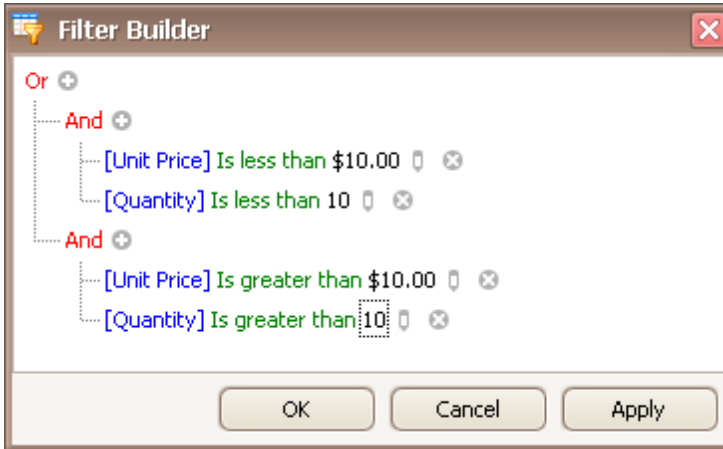 Filter Builder
Or
And
[Unit Price] Is less than $10.00
[Quantity] Is less than 10
And
[Unit Price] Is greater than $10.00
[Quantity] Is greater than 10
OK Cancel Apply